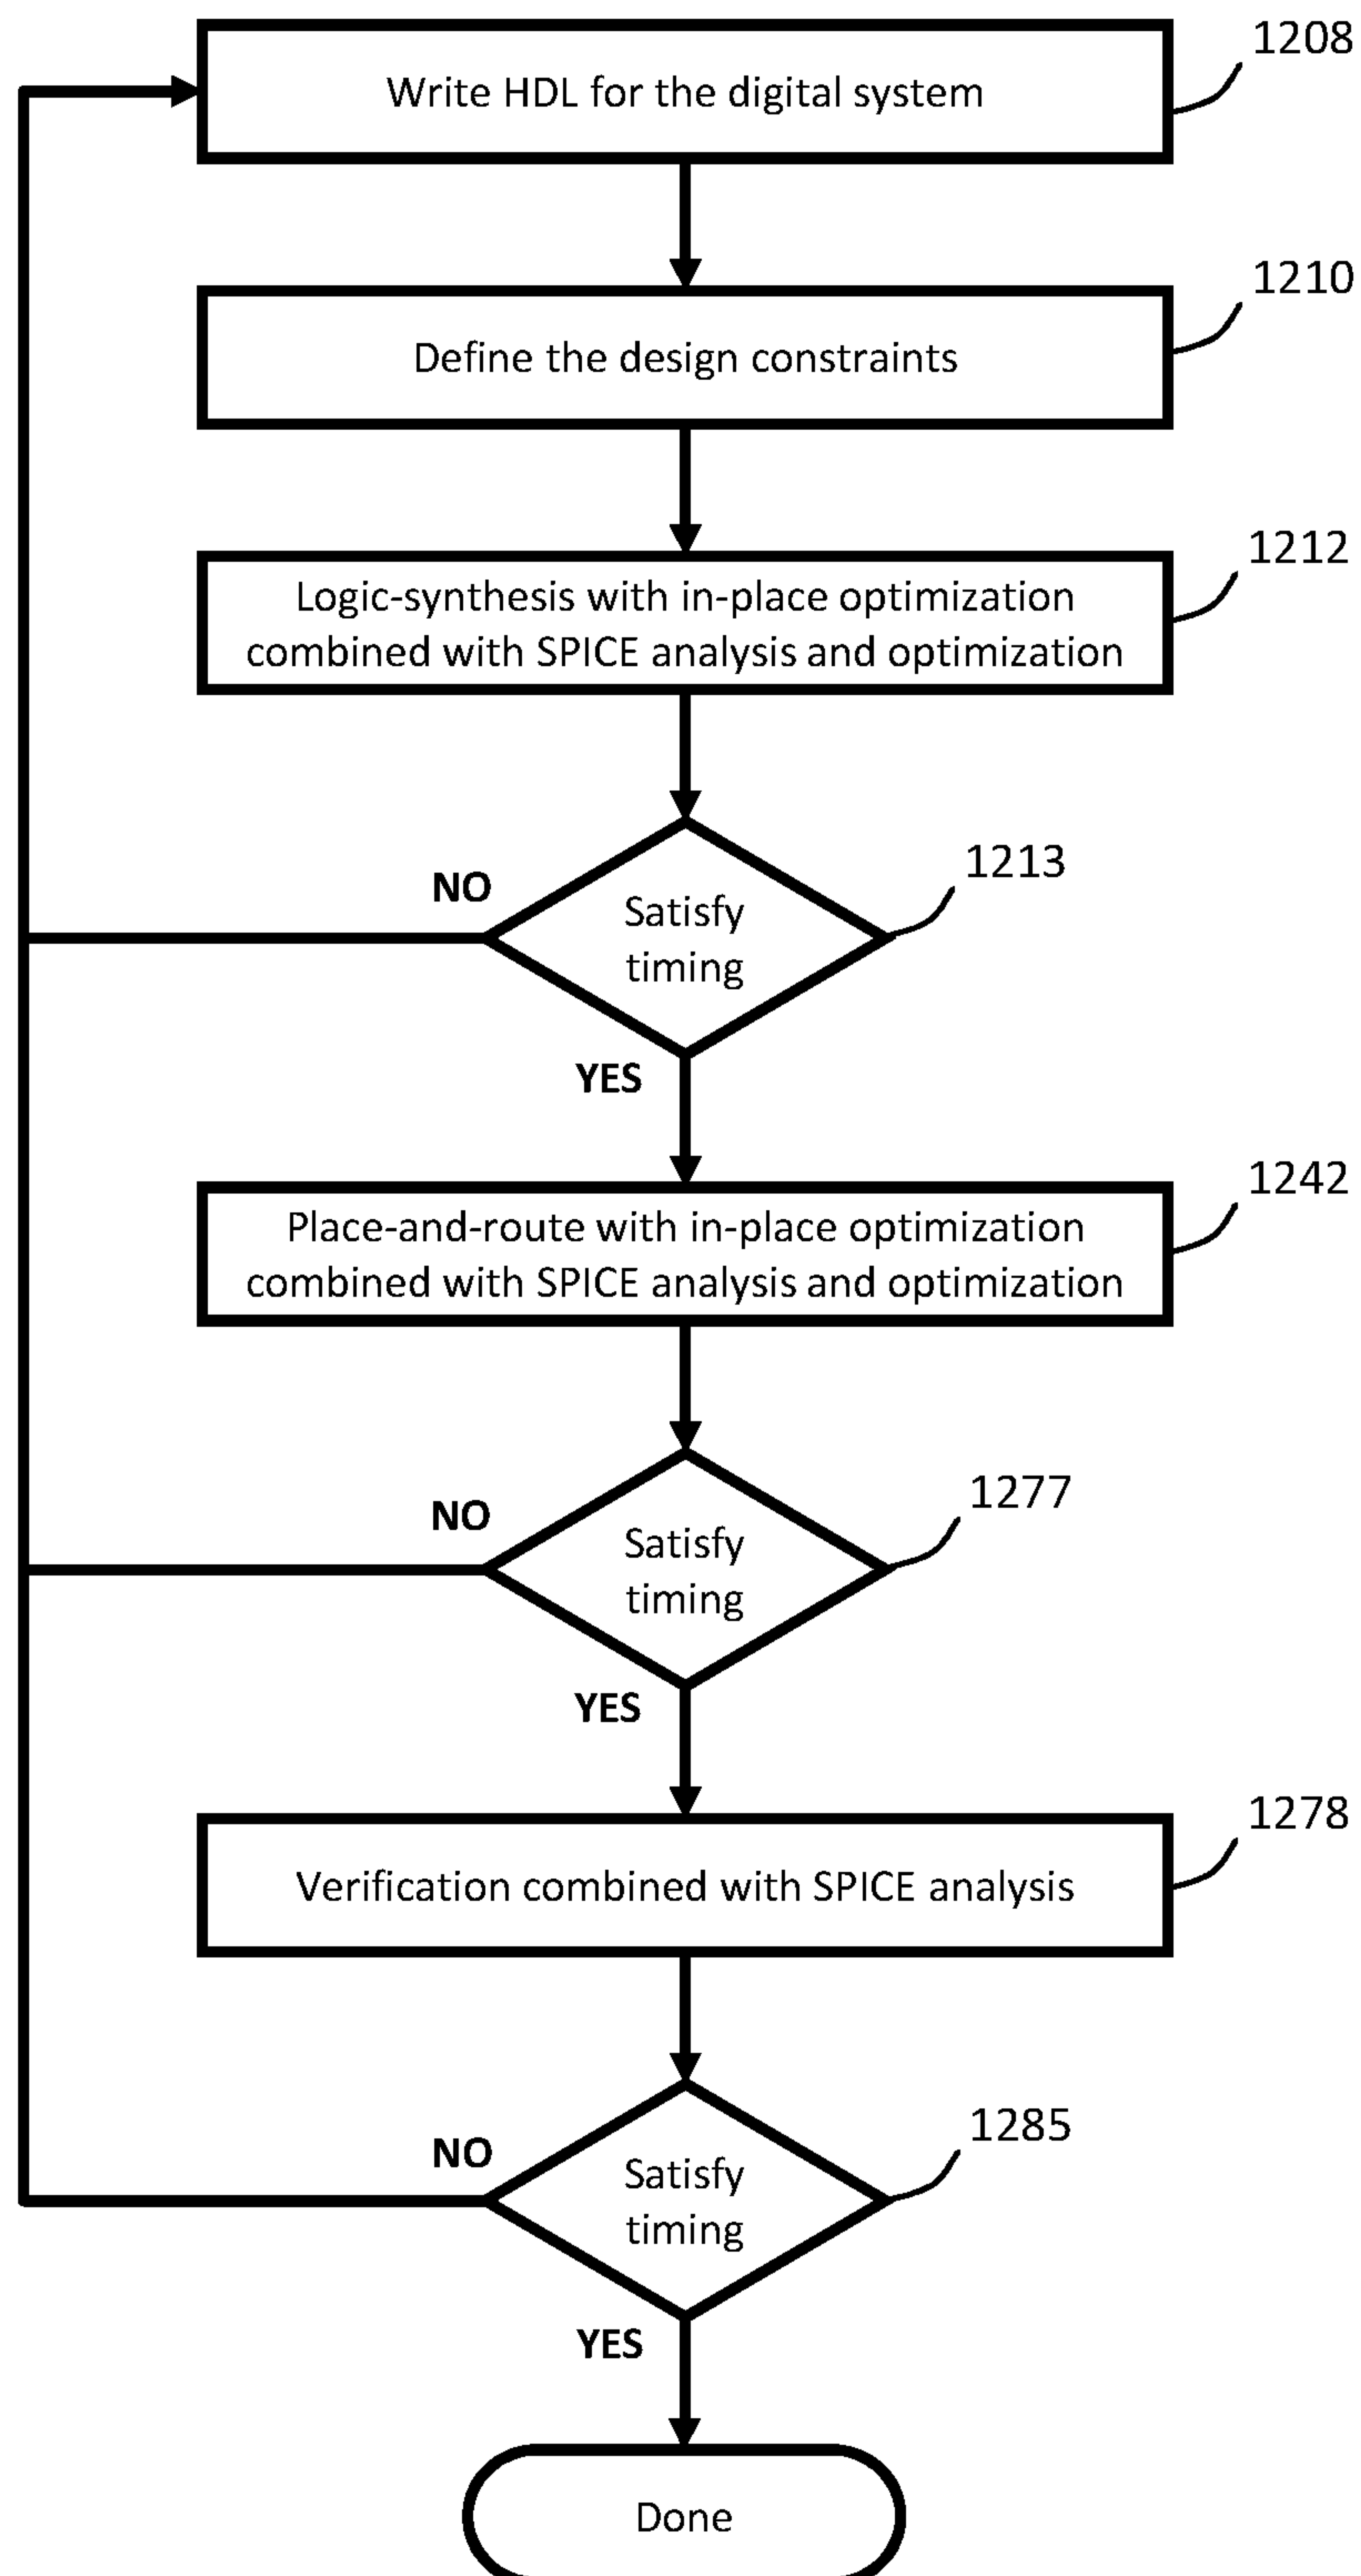 1208
Write HDL for the digital system
1210
Define the design constraints
1212
Logic-synthesis with in-place optimization
combined with SPICE analysis and optimization
1213
NO
Satisfy
timing
YES
1242
Place-and-route with in-place optimization
combined with SPICE analysis and optimization
1277
NO
Satisfy
timing
YES
1278
Verification combined with SPICE analysis
1285
NO
Satisfy
timing
YES
Done